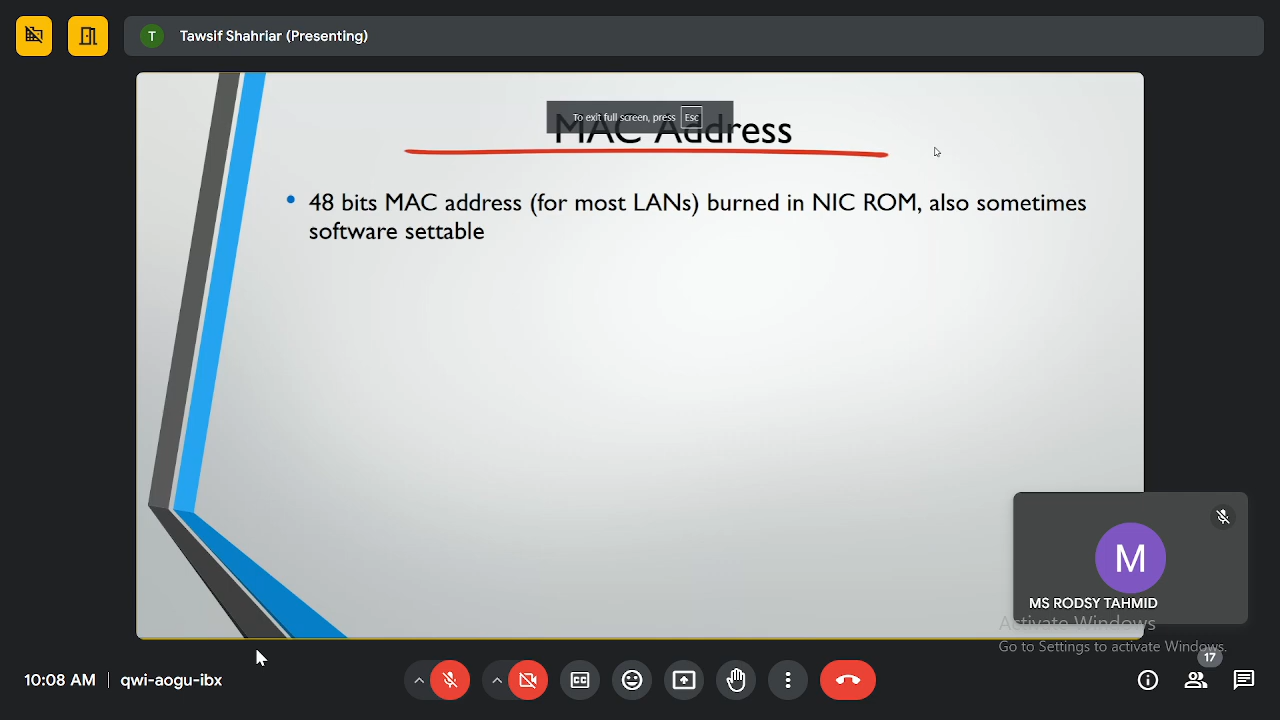 T Tawsif Shahriar (Presenting)
To exit full screen, press Esc
MAC Address
• 48 bits MAC address (for most LANs) burned in NIC ROM, also sometimes
software settable
M
MS RODSY TAHMID
Activate Windows
Go to Settings to activate Windows.
10:08 AM | qwi-aogu-ibx
CC
17